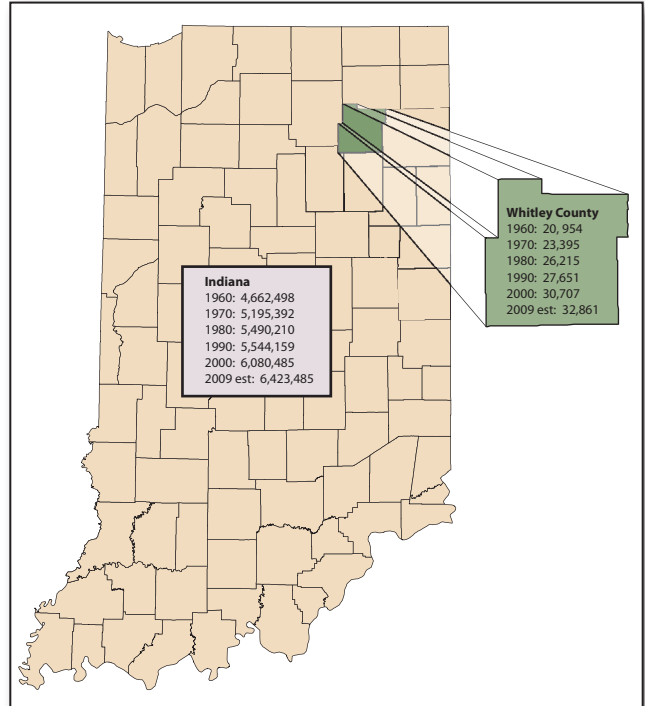 Whitley County
1960: 20, 954
1970: 23,395
1980: 26,215
1990: 27,651
2000: 30,707
2009 est: 32,861
Indiana
1960: 4,662,498
1970: 5,195,392
1980: 5,490,210
1990: 5,544,159
2000: 6,080,485
2009 est: 6,423,485